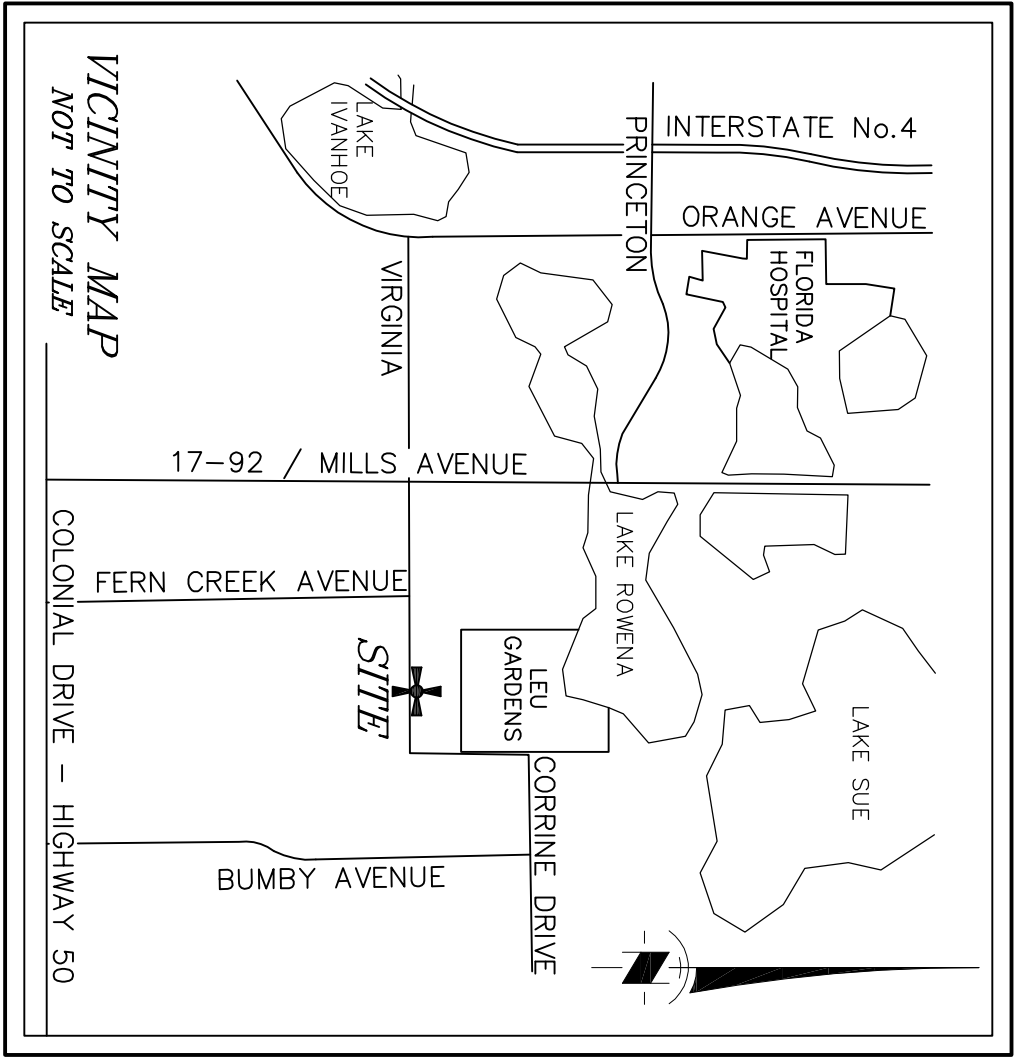 INTERSTATE No.4
ORANGE AVENUE
PRINCETON
LAKE
IVANHOE
FLORIDA
HOSPITAL
VIRGINIA
17-92 / MILLS AVENUE
LAKE ROWENA
LAKE SUE
FERN CREEK AVENUE
LEU
GARDENS
SITE
CORRINE DRIVE
BUMBY AVENUE
COLONIAL DRIVE - HIGHWAY 50
N
VICINITY MAP
NOT TO SCALE